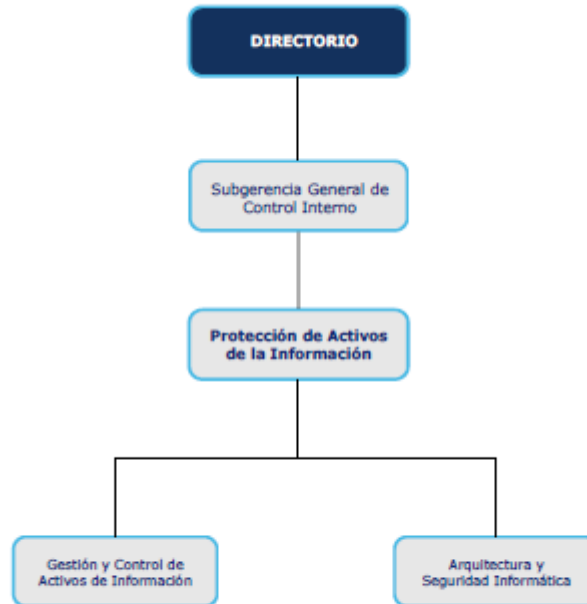 DIRECTORIO
Subgerencia General de
Control Interno
Protección de Activos
de la Información
Gestión y Control de
Activos de Información
Arquitectura y
Seguridad Informática